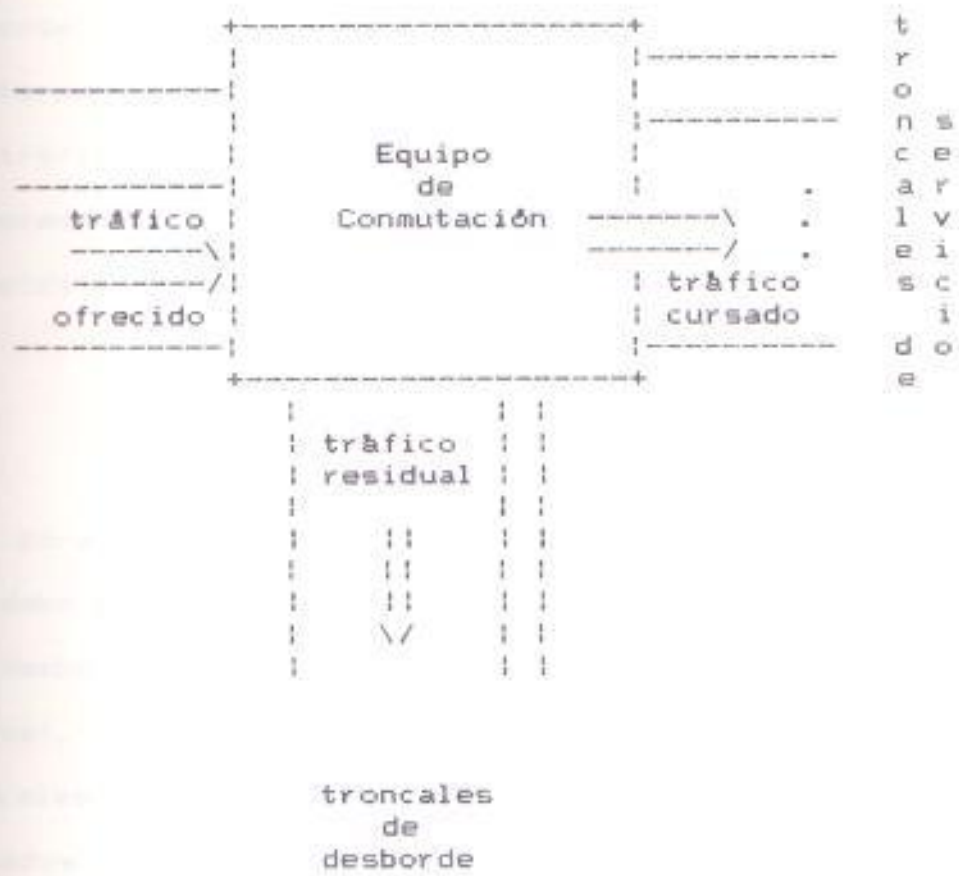 Equipo
de
Conmutación
tráfico
ofrecido
tráfico
cursado
troncales de
servicio
tráfico
residual
troncales
de
desborde